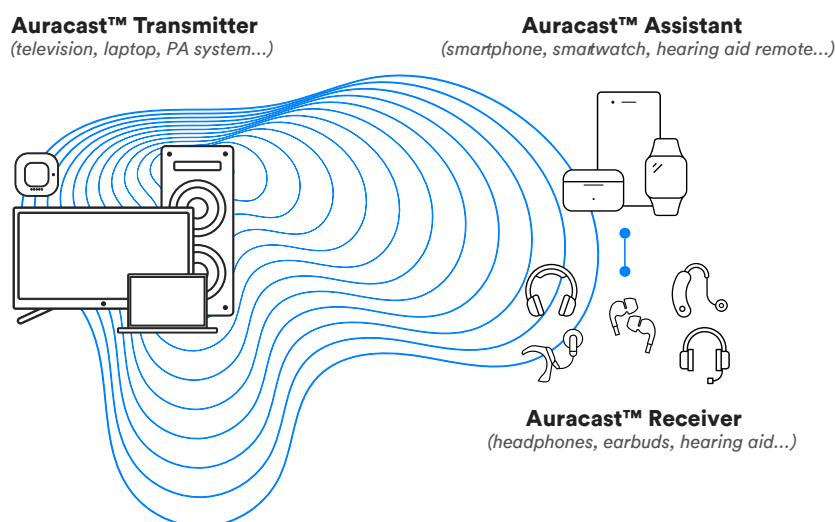 Auracast™ Transmitter
(television, laptop, PA system...)
Auracast™ Assistant
(smartphone, smartwatch, hearing aid remote...)
Auracast™ Receiver
(headphones, earbuds, hearing aid...)